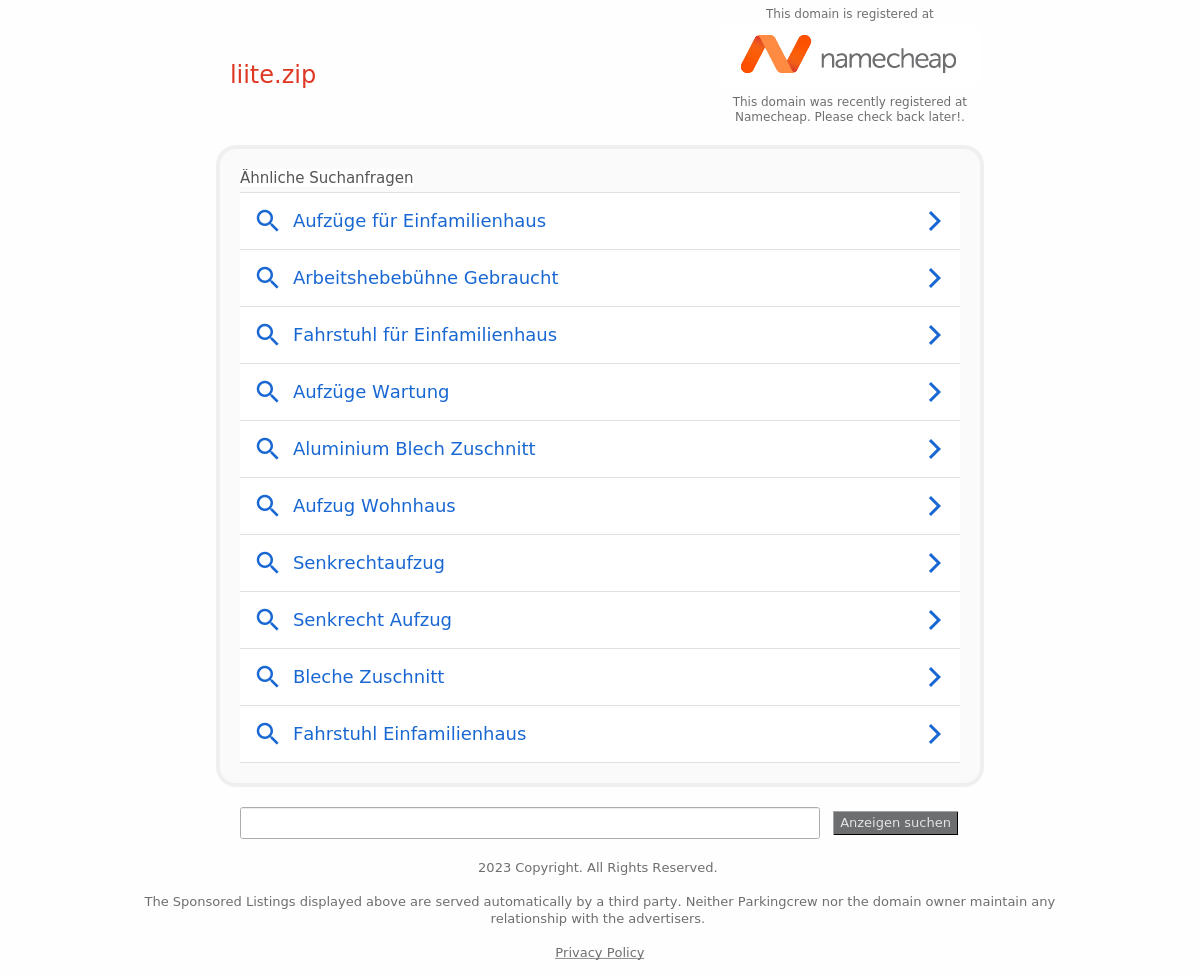 This domain is registered at
namecheap
liite.zip
This domain was recently registered at
Namecheap. Please check back later!.
Ähnliche Suchanfragen
Aufzüge für Einfamilienhaus
Arbeitshebebühne Gebraucht
Fahrstuhl für Einfamilienhaus
Aufzüge Wartung
Aluminium Blech Zuschnitt
Aufzug Wohnhaus
Senkrechtaufzug
Senkrecht Aufzug
Bleche Zuschnitt
Fahrstuhl Einfamilienhaus
Anzeigen suchen
2023 Copyright. All Rights Reserved.
The Sponsored Listings displayed above are served automatically by a third party. Neither Parkingcrew nor the domain owner maintain any
relationship with the advertisers.
Privacy Policy